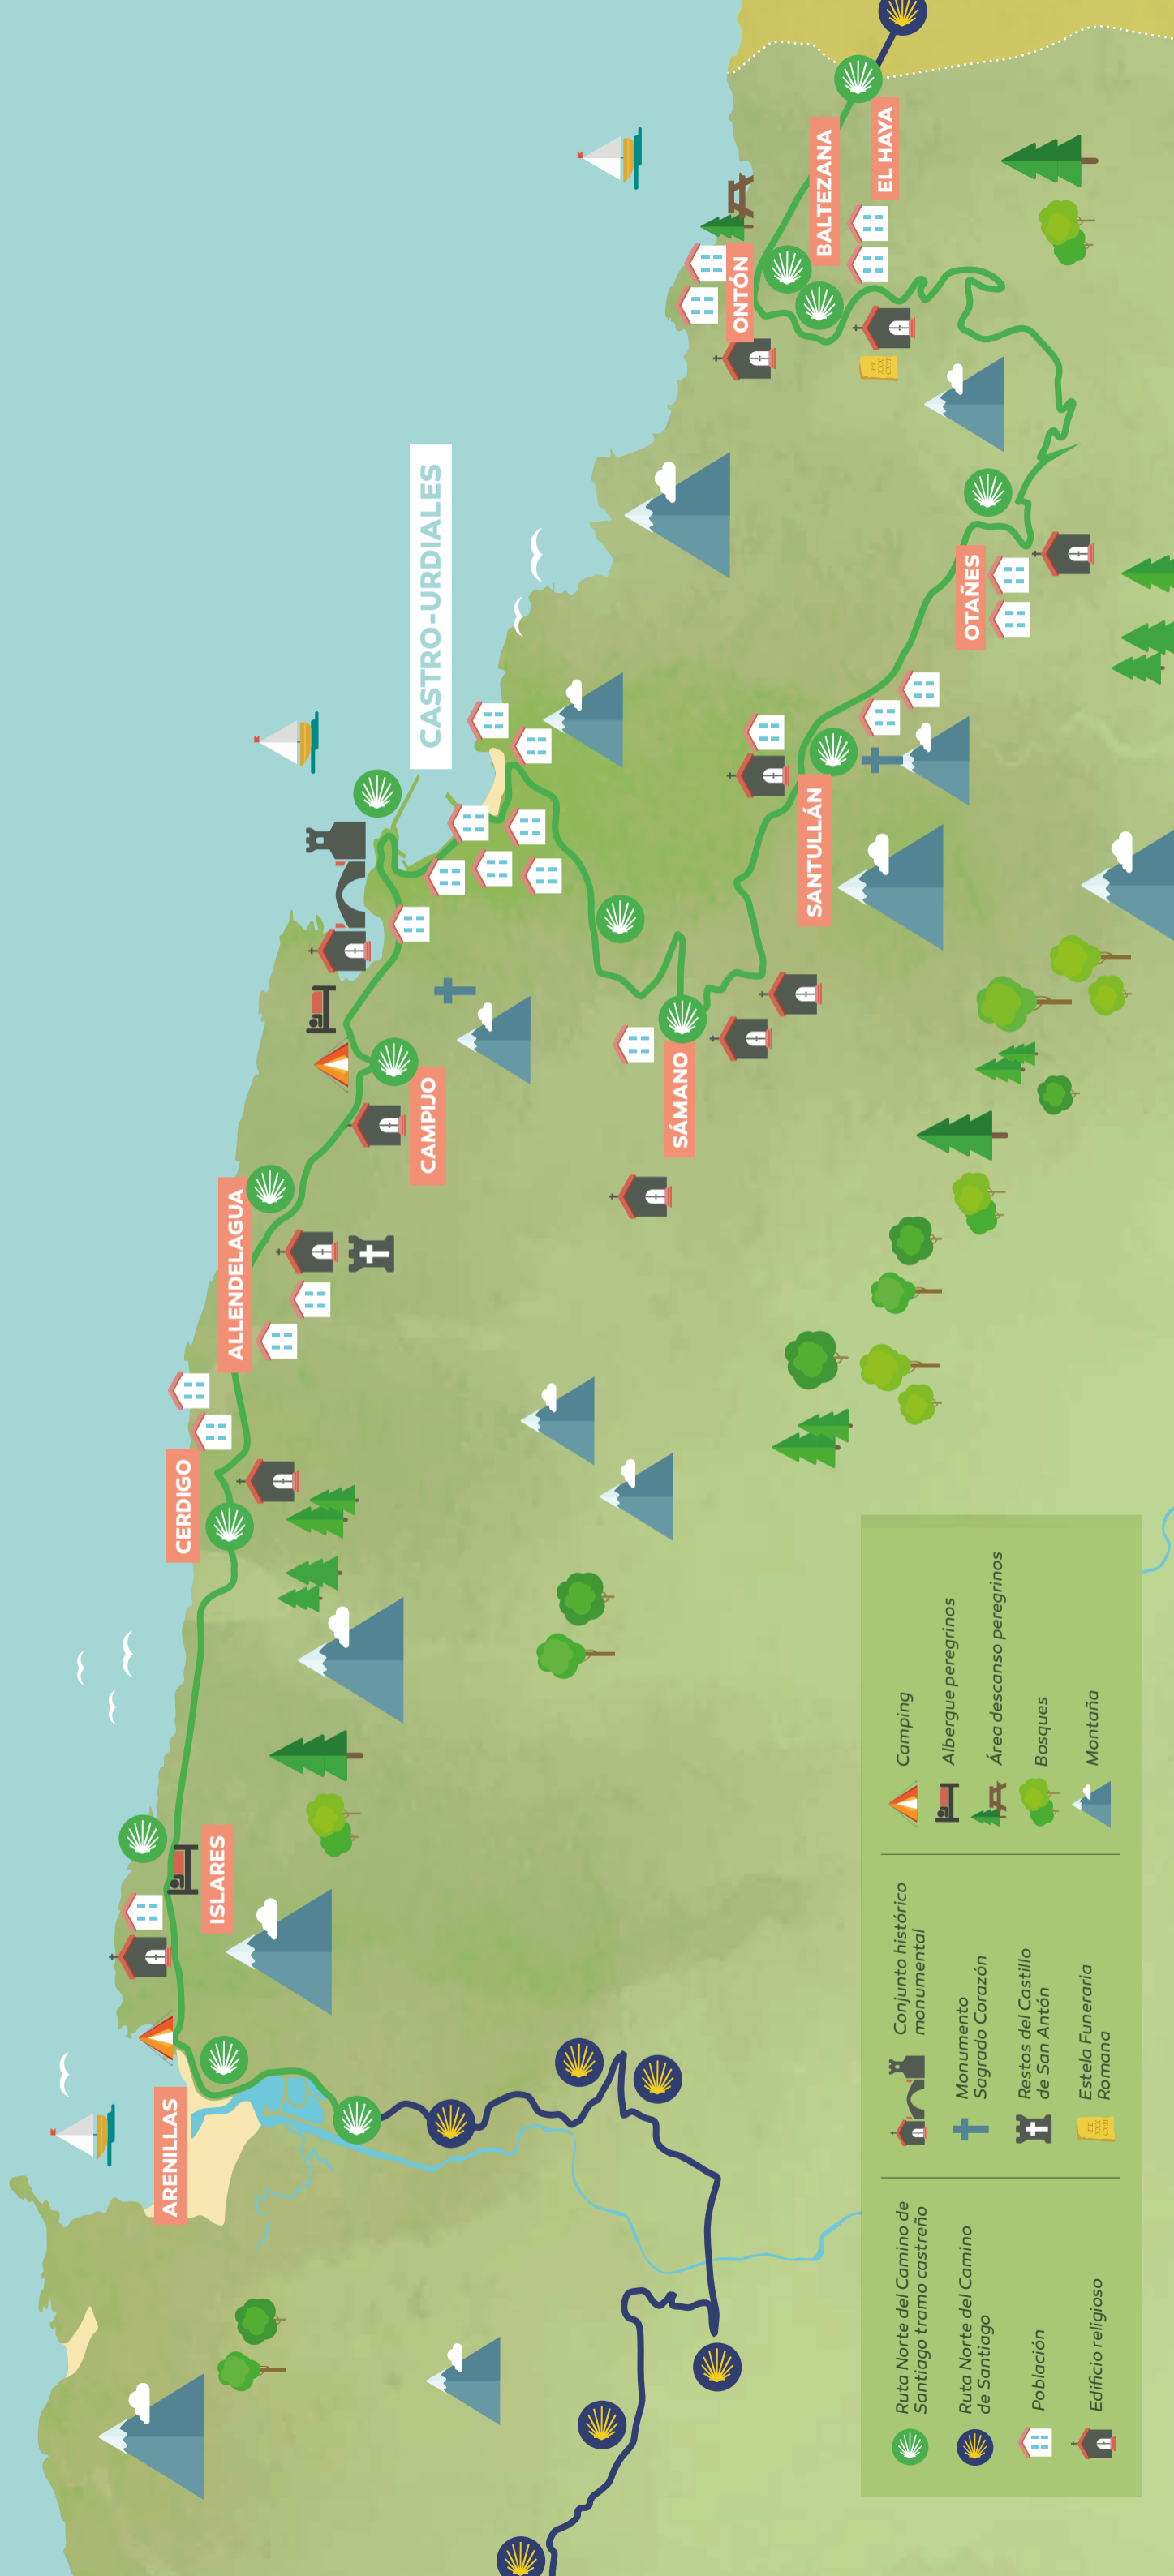 CASTRO-URDIALES
ARENILLAS
ISLARES
CERDIGO
ALLENDELAGUA
CAMPIJO
SÁMANO
SANTULLÁN
OTAÑES
ONTÓN
BALTEZANA
EL HAYA
Ruta Norte del Camino de
Santiago tramo castreño
Ruta Norte del Camino
de Santiago
Población
Edificio religioso
Conjunto histórico
monumental
Monumento
Sagrado Corazón
Restos del Castillo
de San Antón
Estela Funeraria
Romana
Camping
Albergue peregrinos
Área descanso peregrinos
Bosques
Montaña